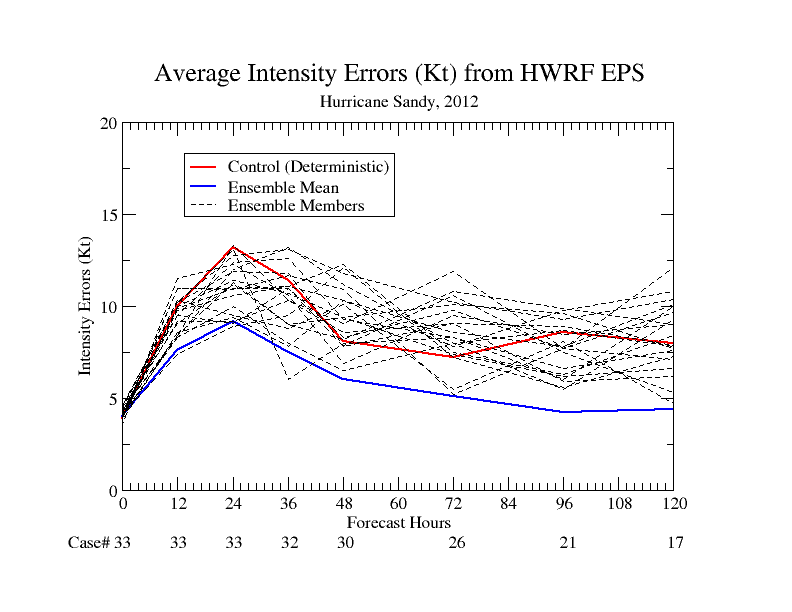 Average Intensity Errors (Kt) from HWRF EPS
Hurricane Sandy, 2012
20
Control (Deterministic)
Ensemble Mean
Ensemble Members
15
10
5
0
Intensity Errors (Kt)
0 12 24 36 48 60 72 84 96 108 120
Forecast Hours
Case# 33 33 33 32 30 26 21 17